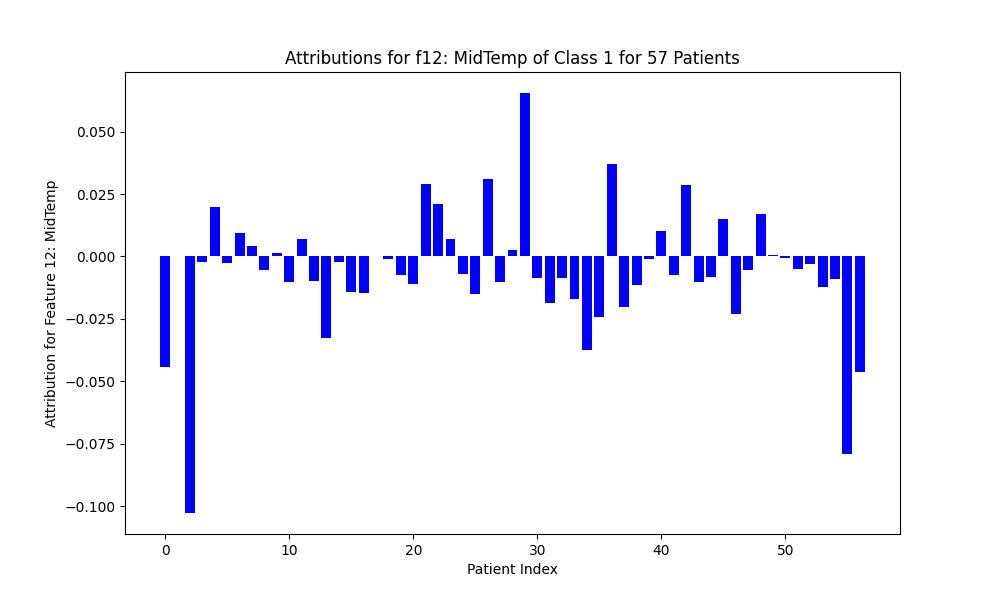 Attributions for f12: MidTemp of Class 1 for 57 Patients
Attribution for Feature 12: MidTemp
0.050
0.025
0.000
−0.025
−0.050
−0.075
−0.100
0 10 20 30 40 50
Patient Index